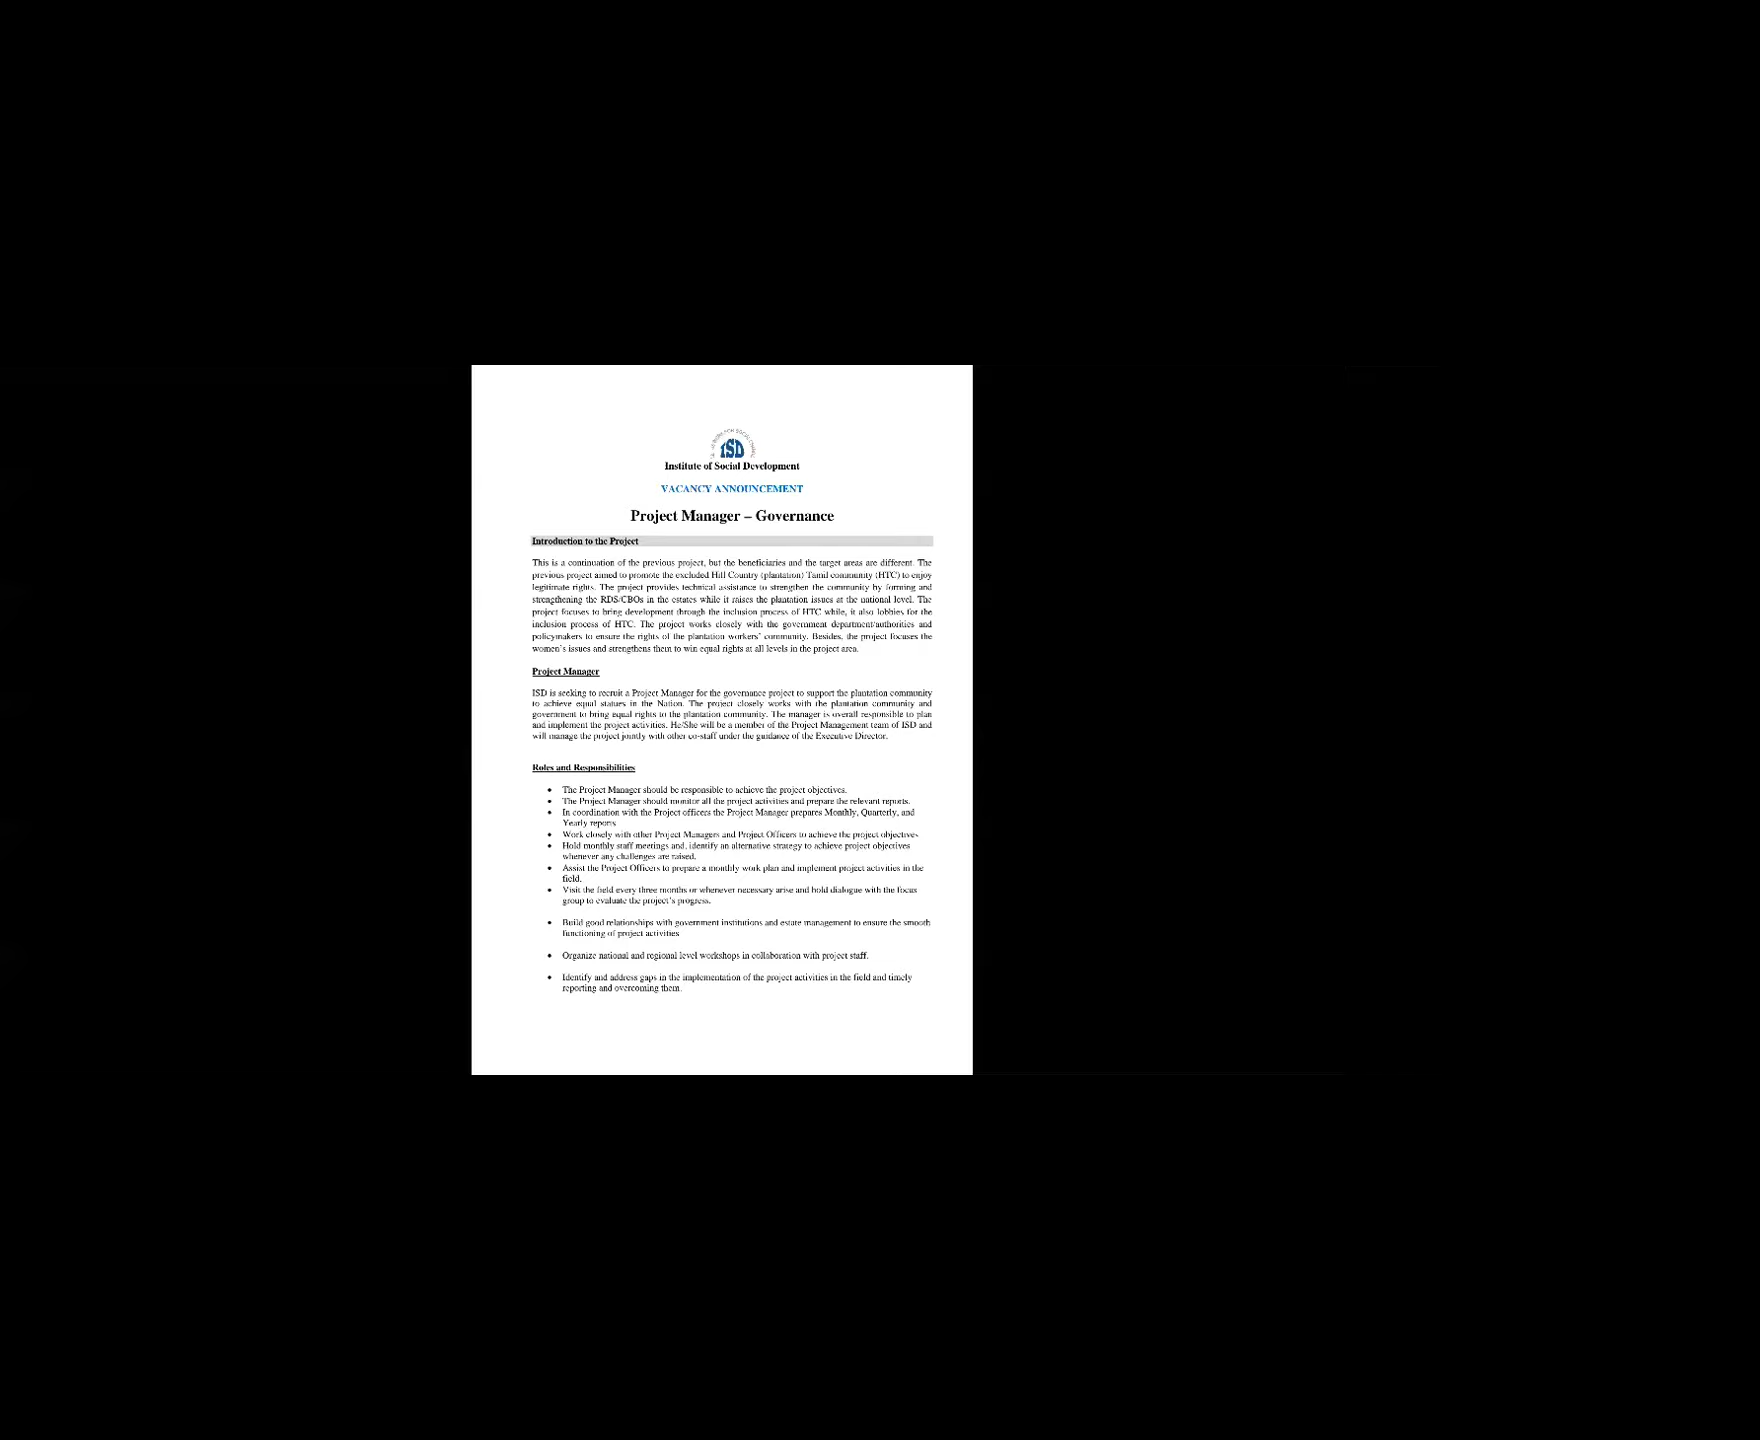 ISD
Institute of Social Development
VACANCY ANNOUNCEMENT
Project Manager – Governance
Introduction to the Project
This is a continuation of the previous project, but the beneficiaries and the target areas are different. The
previous project aimed to promote the excluded Hill Country (plantation) Tamil community (HTC) to enjoy
legitimate rights. The project provides technical assistance to strengthen the community by forming and
strengthening the RDS/CBOs in the estates while it raises the plantation issues at the national level. The
project focuses to bring development through the inclusion process of HTC while, it also lobbies for the
inclusion process of HTC. The project works closely with the government department/authorities and
policymakers to ensure the rights of the plantation workers' community. Besides, the project focuses the
women's issues and strengthens them to win equal rights at all levels in the project area.
Project Manager
ISD is seeking to recruit a Project Manager for the governance project to support the plantation community
to achieve equal statues in the Nation. The project closely works with the plantation community and
government to bring equal rights to the plantation community. The manager is overall responsible to plan
and implement the project activities. He/She will be a member of the Project Management team of ISD and
will manage the project jointly with other co-staff under the guidance of the Executive Director.
Roles and Responsibilities
• The Project Manager should be responsible to achieve the project objectives.
• The Project Manager should monitor all the project activities and prepare the relevant reports.
• In coordination with the Project officers the Project Manager prepares Monthly, Quarterly, and
Yearly reports
• Work closely with other Project Managers and Project Officers to achieve the project objectives
• Hold monthly staff meetings and, identify an alternative strategy to achieve project objectives
whenever any challenges are raised.
• Assist the Project Officers to prepare a monthly work plan and implement project activities in the
field.
• Visit the field every three months or whenever necessary arise and hold dialogue with the focus
group to evaluate the project's progress.
• Build good relationships with government institutions and estate management to ensure the smooth
functioning of project activities
• Organize national and regional level workshops in collaboration with project staff.
• Identify and address gaps in the implementation of the project activities in the field and timely
reporting and overcoming them.